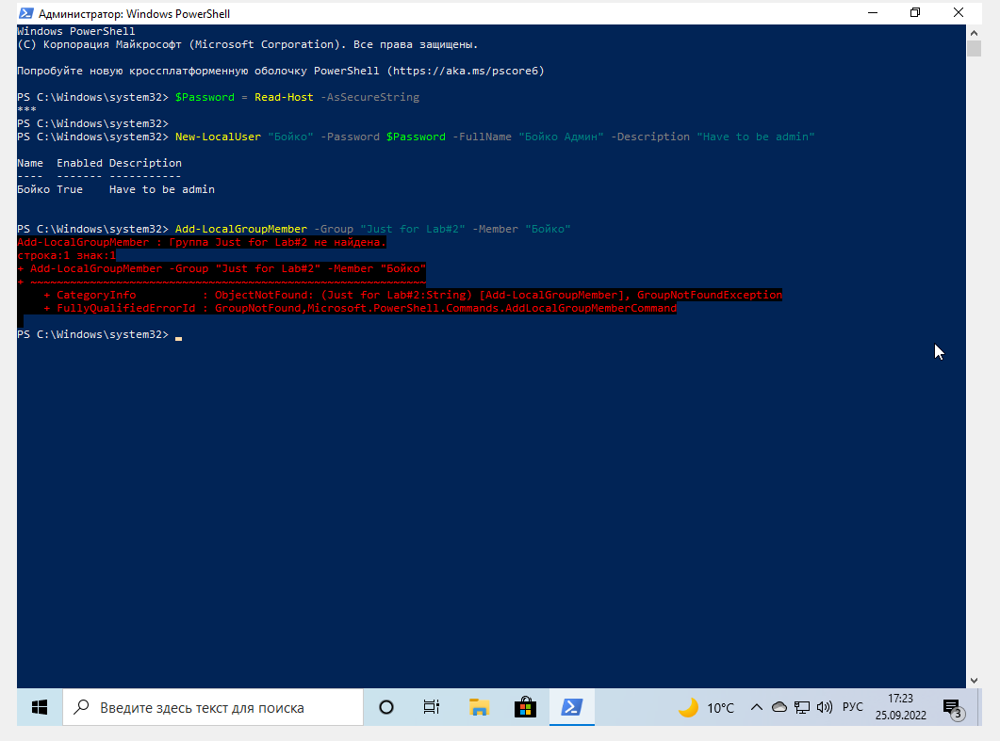 Администратор: Windows PowerShell
Windows PowerShell
(C) Корпорация Майкрософт (Microsoft Corporation). Все права защищены.
Попробуйте новую кроссплатформенную оболочку PowerShell (https://aka.ms/pscore6)
PS C:\Windows\system32> $Password = Read-Host -AsSecureString
***
PS C:\Windows\system32>
PS C:\Windows\system32> New-LocalUser "Бойко" -Password $Password -FullName "Бойко Админ" -Description "Have to be admin"
Name  Enabled Description
----  ------- -----------
Бойко True    Have to be admin
PS C:\Windows\system32> Add-LocalGroupMember -Group "Just for Lab#2" -Member "Бойко"
Add-LocalGroupMember : Группа Just for Lab#2 не найдена.
строка:1 знак:1
+ Add-LocalGroupMember -Group "Just for Lab#2" -Member "Бойко"
+ ~~~~~~~~~~~~~~~~~~~~~~~~~~~~~~~~~~~~~~~~~~~~~~~~~~~~~~~~~~~~
    + CategoryInfo          : ObjectNotFound: (Just for Lab#2:String) [Add-LocalGroupMember], GroupNotFoundException
    + FullyQualifiedErrorId : GroupNotFound,Microsoft.PowerShell.Commands.AddLocalGroupMemberCommand
PS C:\Windows\system32> _
Введите здесь текст для поиска
10°C
РУС
17:23
25.09.2022
3